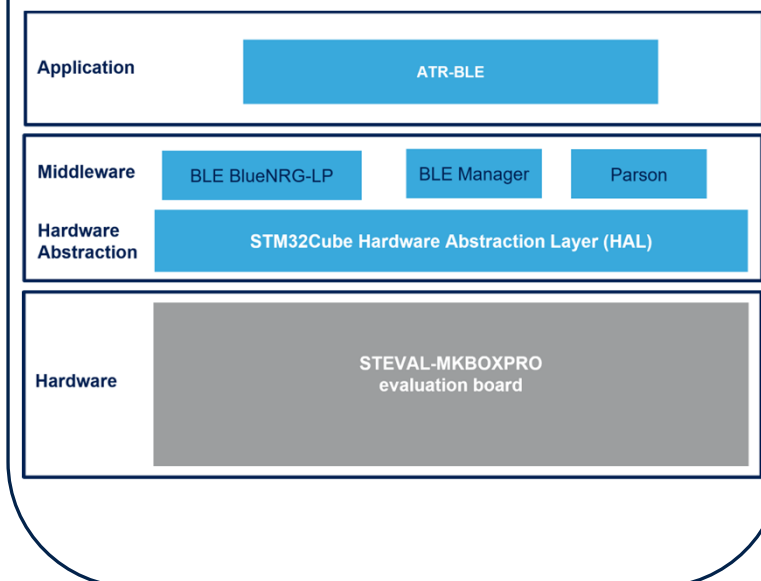 Application
ATR-BLE
Middleware
BLE BlueNRG-LP
BLE Manager
Parson
Hardware
Abstraction
STM32Cube Hardware Abstraction Layer (HAL)
Hardware
STEVAL-MKBOXPRO
evaluation board